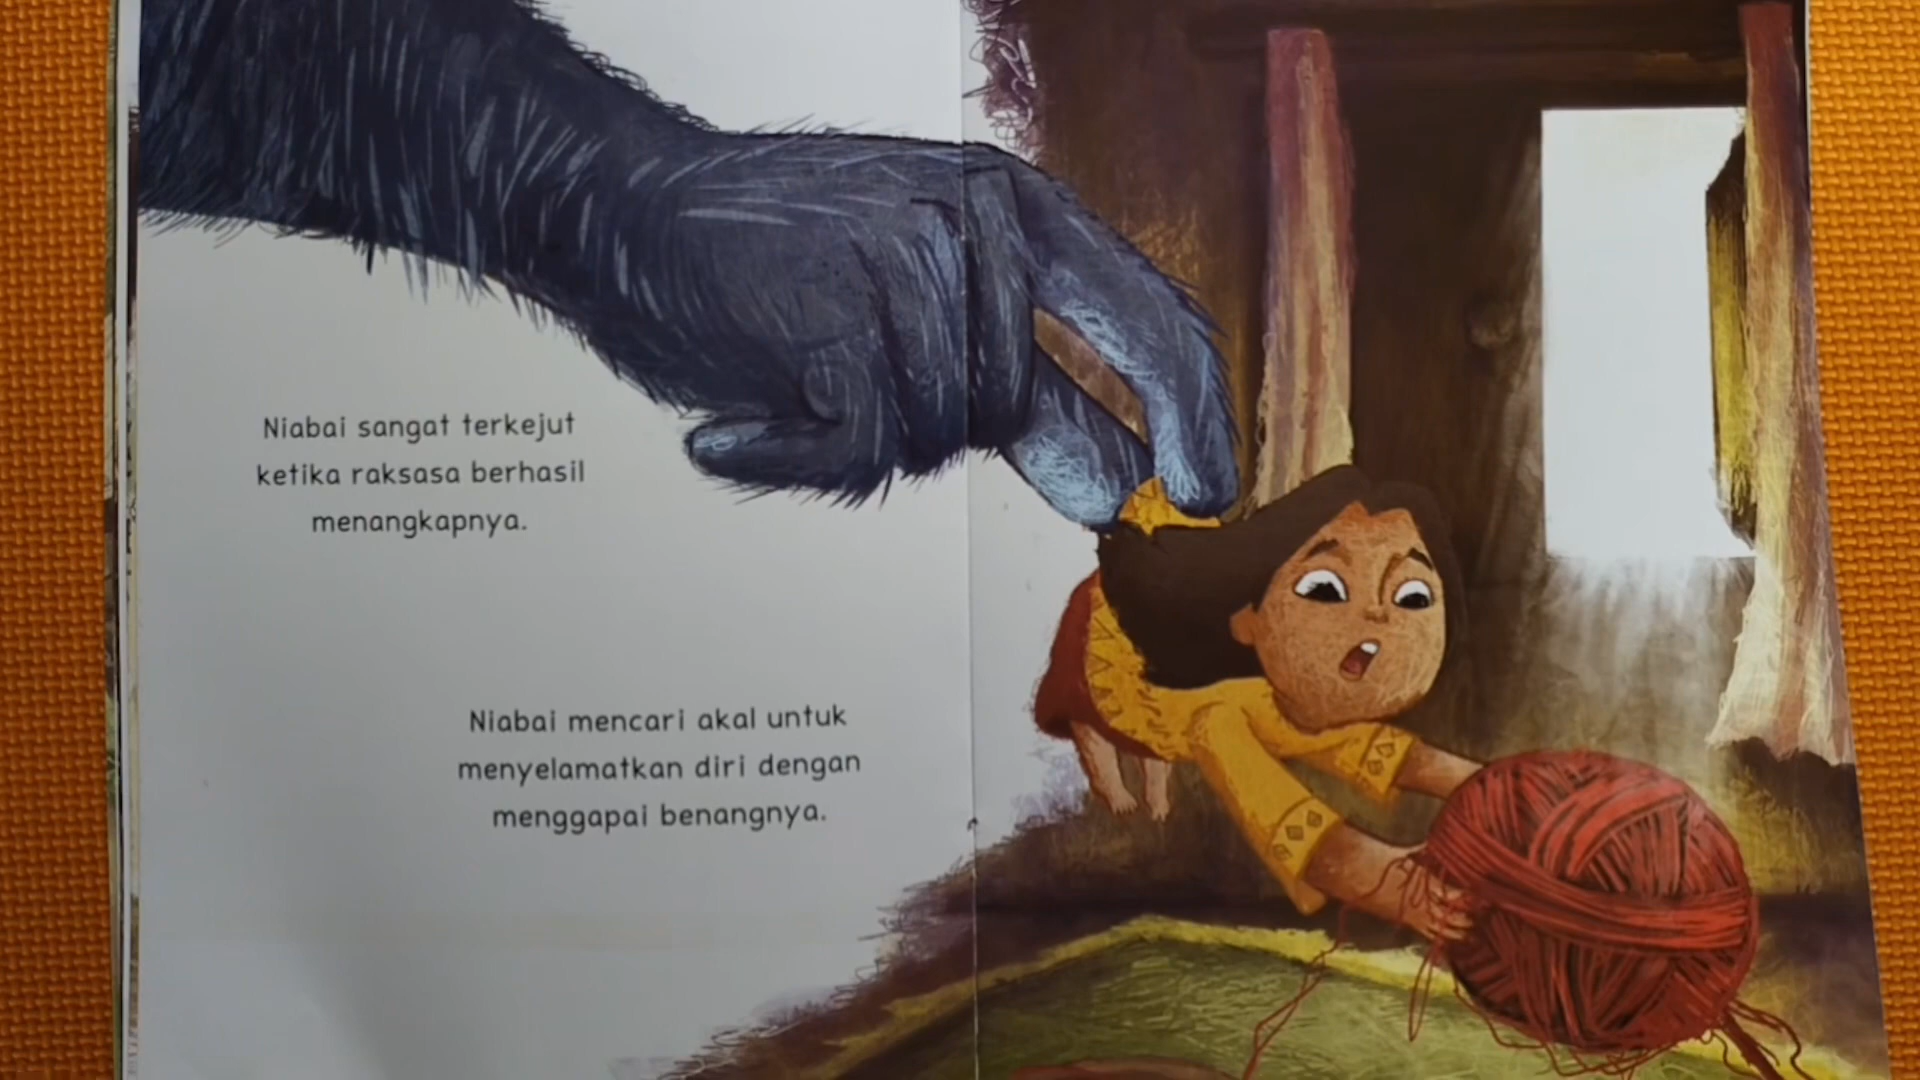 Niabai sangat terkejut
ketika raksasa berhasil
menangkapnya.
Niabai mencari akal untuk
menyelamatkan diri dengan
menggapai benangnya.